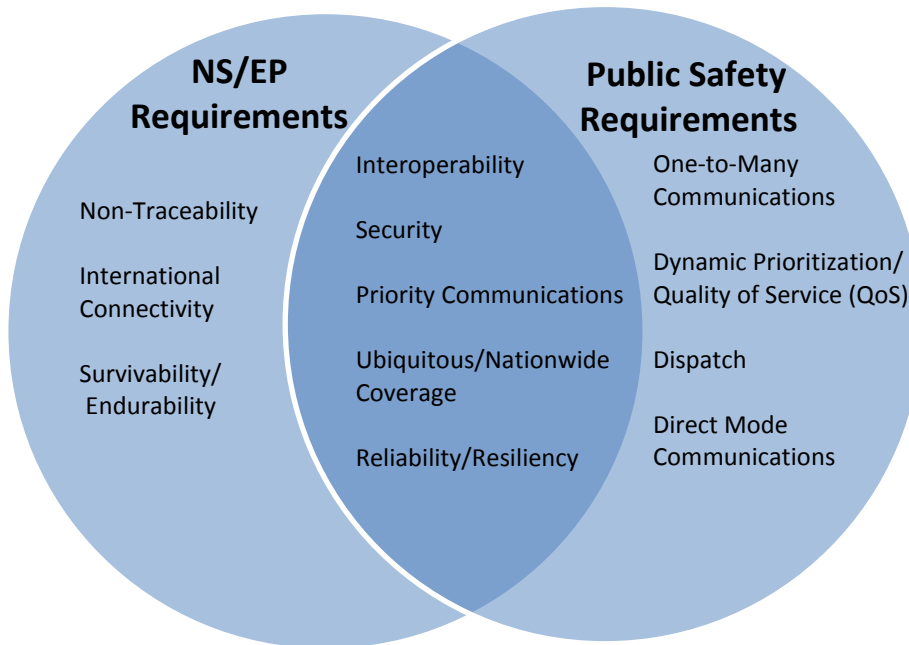 NS/EP
Requirements
Non-Traceability
International
Connectivity
Survivability/
Endurability
Interoperability
Security
Priority Communications
Ubiquitous/Nationwide
Coverage
Reliability/Resiliency
Public Safety
Requirements
One-to-Many
Communications
Dynamic Prioritization/
Quality of Service (QoS)
Dispatch
Direct Mode
Communications